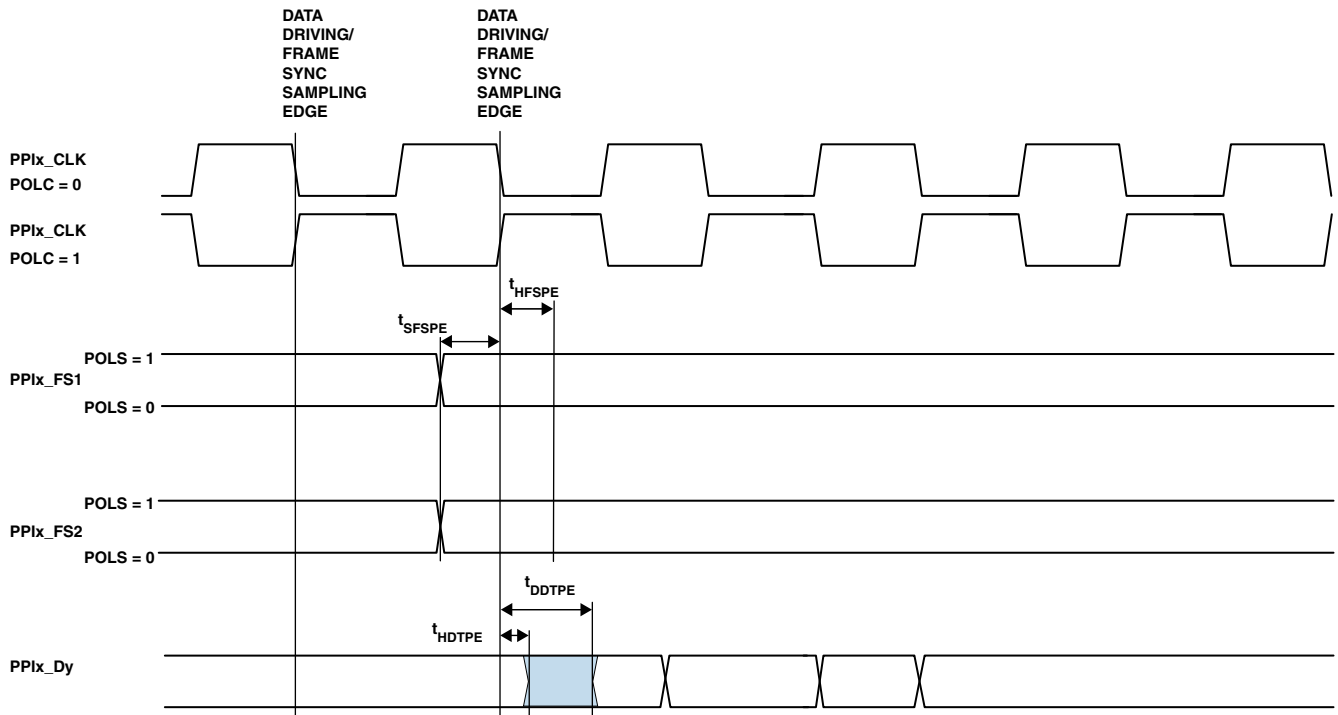 DATA
DRIVING/
FRAME
SYNC
SAMPLING
EDGE
DATA
DRIVING/
FRAME
SYNC
SAMPLING
EDGE
PPIx_CLK
POLC = 0
PPIx_CLK
POLC = 1
tHFSPE
tSFSPE
POLS = 1
PPIx_FS1
POLS = 0
POLS = 1
PPIx_FS2
POLS = 0
tDDTPE
tHDTPE
PPIx_Dy